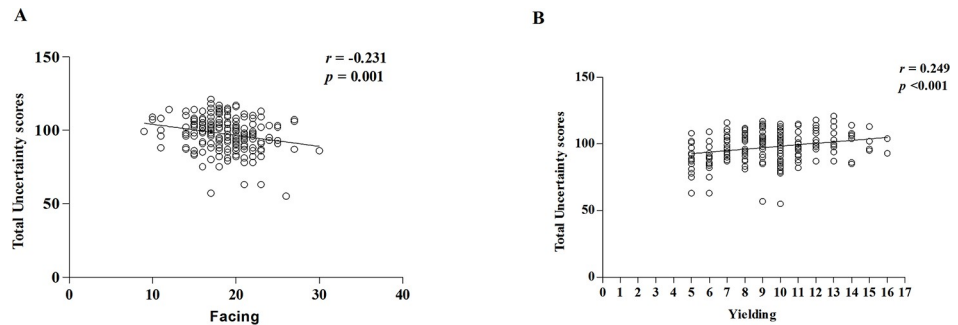 A
r = -0.231
p = 0.001
Total Uncertainty scores
150
100
50
0
0 10 20 30 40
Facing
B
r = 0.249
p <0.001
Total Uncertainty scores
150
100
50
0
0 1 2 3 4 5 6 7 8 9 10 11 12 13 14 15 16 17
Yielding